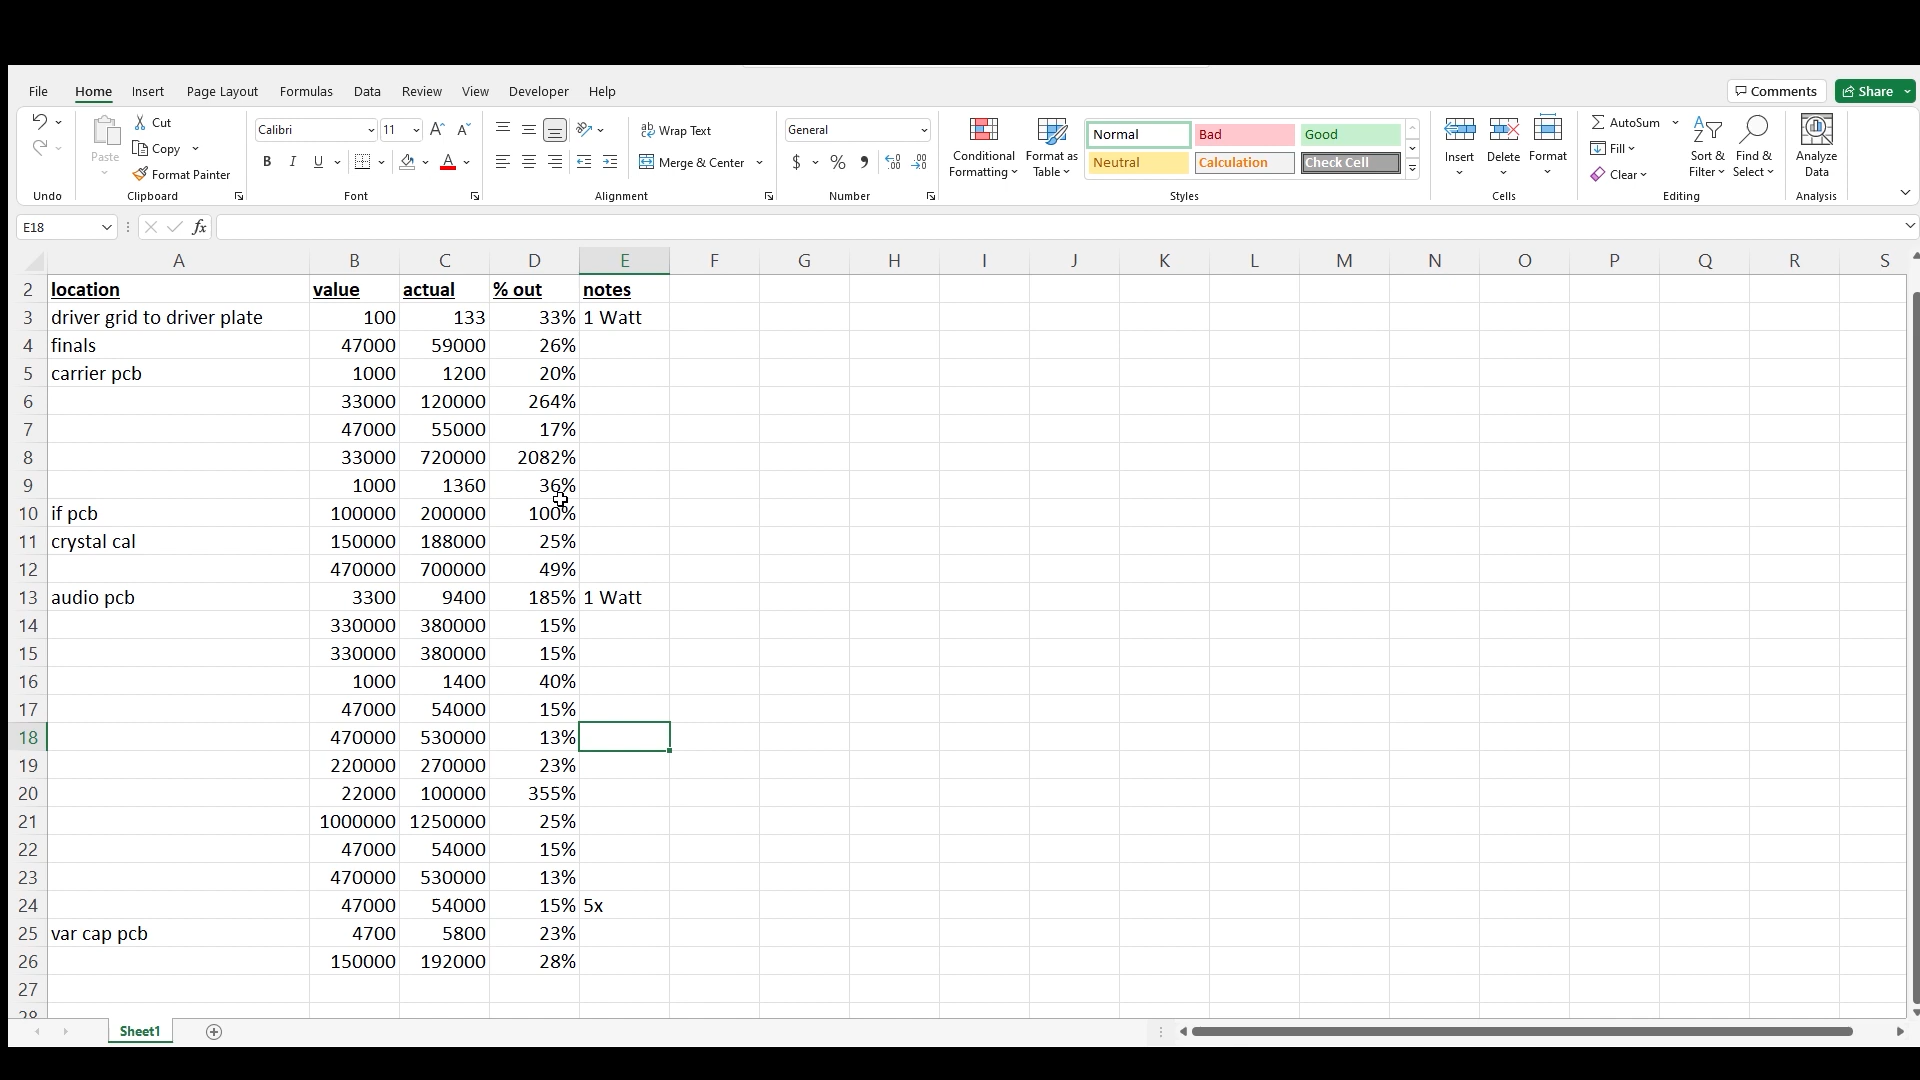 File Home Insert Page Layout Formulas Data Review View Developer Help Comments Share
Cut
Copy
Format Painter
Paste
Calibri 11
B I U
Wrap Text
Merge & Center
General
$ %
Conditional Formatting
Format as Table
Normal Bad Good
Neutral Calculation Check Cell
Insert Delete Format
AutoSum
Fill
Clear
Sort & Filter
Find & Select
Analyze Data
Undo Clipboard Font Alignment Number Styles Cells Editing Analysis
E18 fx
A B C D E F G H I J K L M N O P Q R S
2 location value actual % out notes
3 driver grid to driver plate 100 133 33% 1 Watt
4 finals 47000 59000 26%
5 carrier pcb 1000 1200 20%
6 33000 120000 264%
7 47000 55000 17%
8 33000 720000 2082%
9 1000 1360 36%
10 if pcb 100000 200000 100%
11 crystal cal 150000 188000 25%
12 470000 700000 49%
13 audio pcb 3300 9400 185% 1 Watt
14 330000 380000 15%
15 330000 380000 15%
16 1000 1400 40%
17 47000 54000 15%
18 470000 530000 13%
19 220000 270000 23%
20 22000 100000 355%
21 1000000 1250000 25%
22 47000 54000 15%
23 470000 530000 13%
24 47000 54000 15% 5x
25 var cap pcb 4700 5800 23%
26 150000 192000 28%
27
28
Sheet1